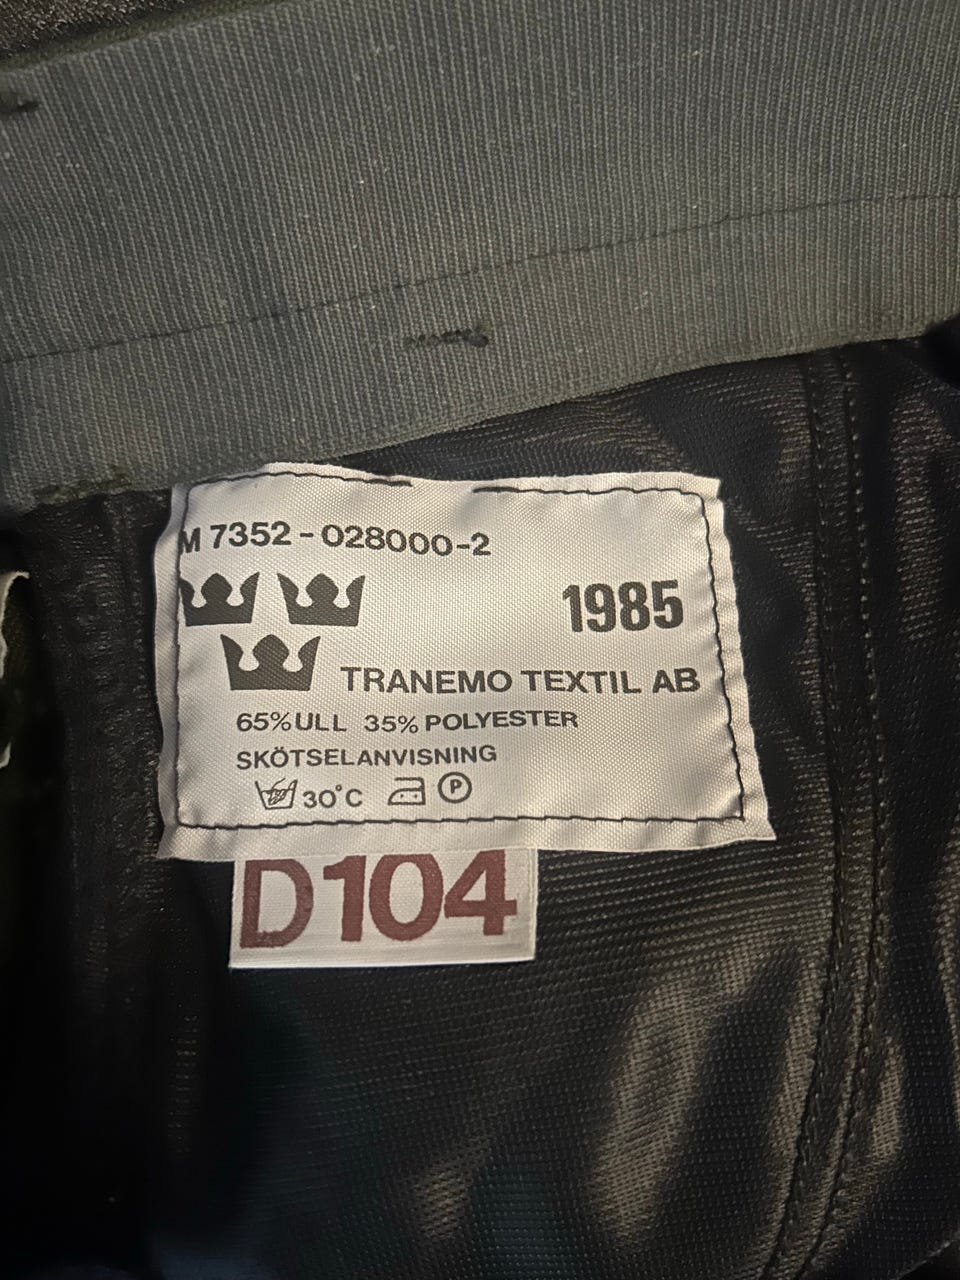 M 7352-028000-2
1985
TRANEMO TEXTIL AB
65% ULL 35% POLYESTER
SKÖTSELANVISNING
30°C P
D104